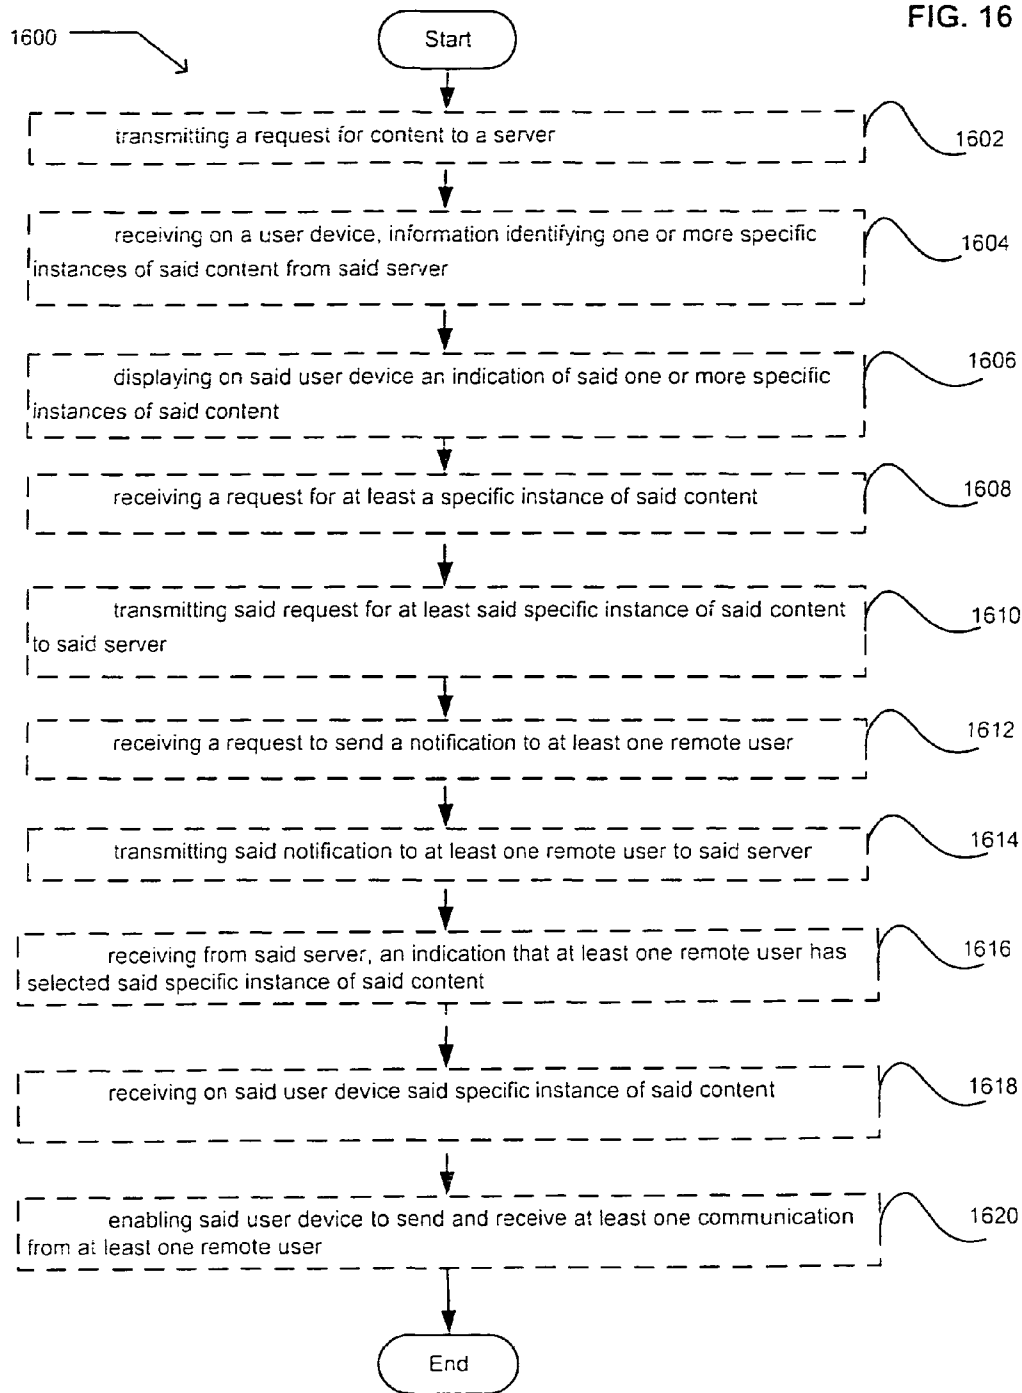 FIG. 16
1600
Start
transmitting a request for content to a server
1602
receiving on a user device, information identifying one or more specific
instances of said content from said server
1604
displaying on said user device an indication of said one or more specific
instances of said content
1606
receiving a request for at least a specific instance of said content
1608
transmitting said request for at least said specific instance of said content
to said server
1610
receiving a request to send a notification to at least one remote user
1612
transmitting said notification to at least one remote user to said server
1614
receiving from said server, an indication that at least one remote user has
selected said specific instance of said content
1616
receiving on said user device said specific instance of said content
1618
enabling said user device to send and receive at least one communication
from at least one remote user
1620
End